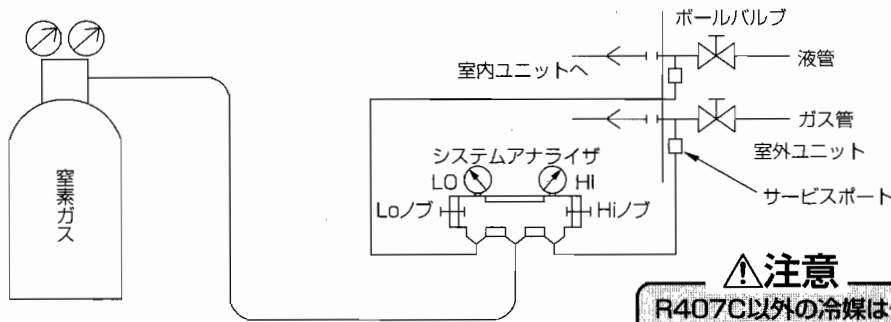 ボールバルブ
液管
室内ユニットへ
ガス管
室外ユニット
サービスポート
システムアナライザ
LO
HI
Loノブ
Hiノブ
窒素ガス
⚠注意
R407C以外の冷媒は